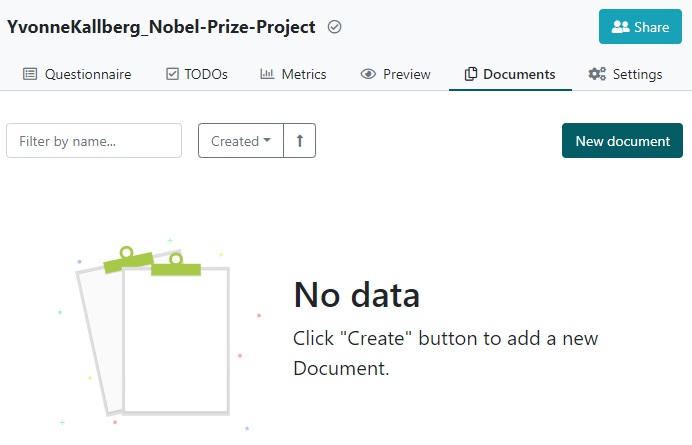 YvonneKallberg_Nobel-Prize-Project
Share
Questionnaire TODOs Metrics Preview Documents Settings
Filter by name... Created New document
No data
Click "Create" button to add a new
Document.